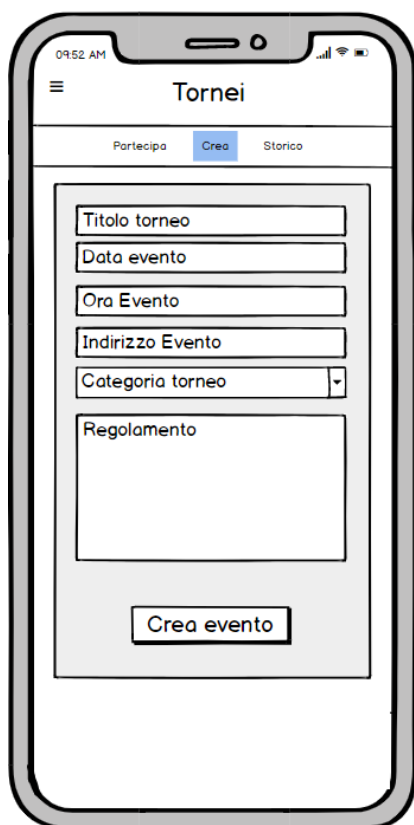 09:52 AM
Tornei
Partecipa Crea Storico
Titolo torneo
Data evento
Ora Evento
Indirizzo Evento
Categoria torneo
Regolamento
Crea evento